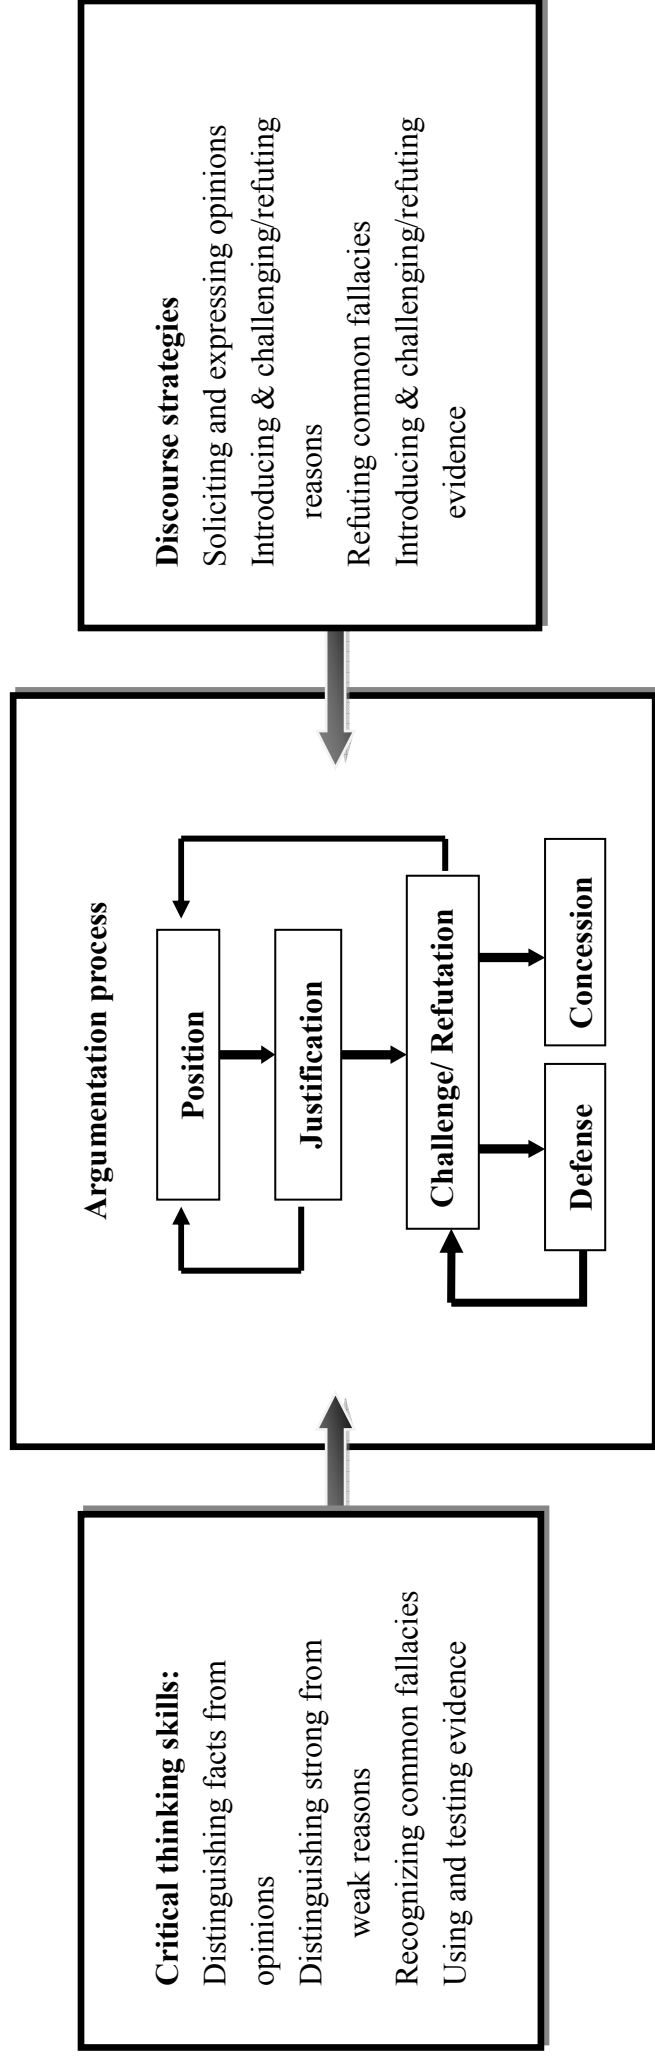 Critical thinking skills:
Distinguishing facts from
opinions
Distinguishing strong from
weak reasons
Recognizing common fallacies
Using and testing evidence
Argumentation process
Position
Justification
Challenge/ Refutation
Defense
Concession
Discourse strategies
Soliciting and expressing opinions
Introducing & challenging/refuting
reasons
Refuting common fallacies
Introducing & challenging/refuting
evidence